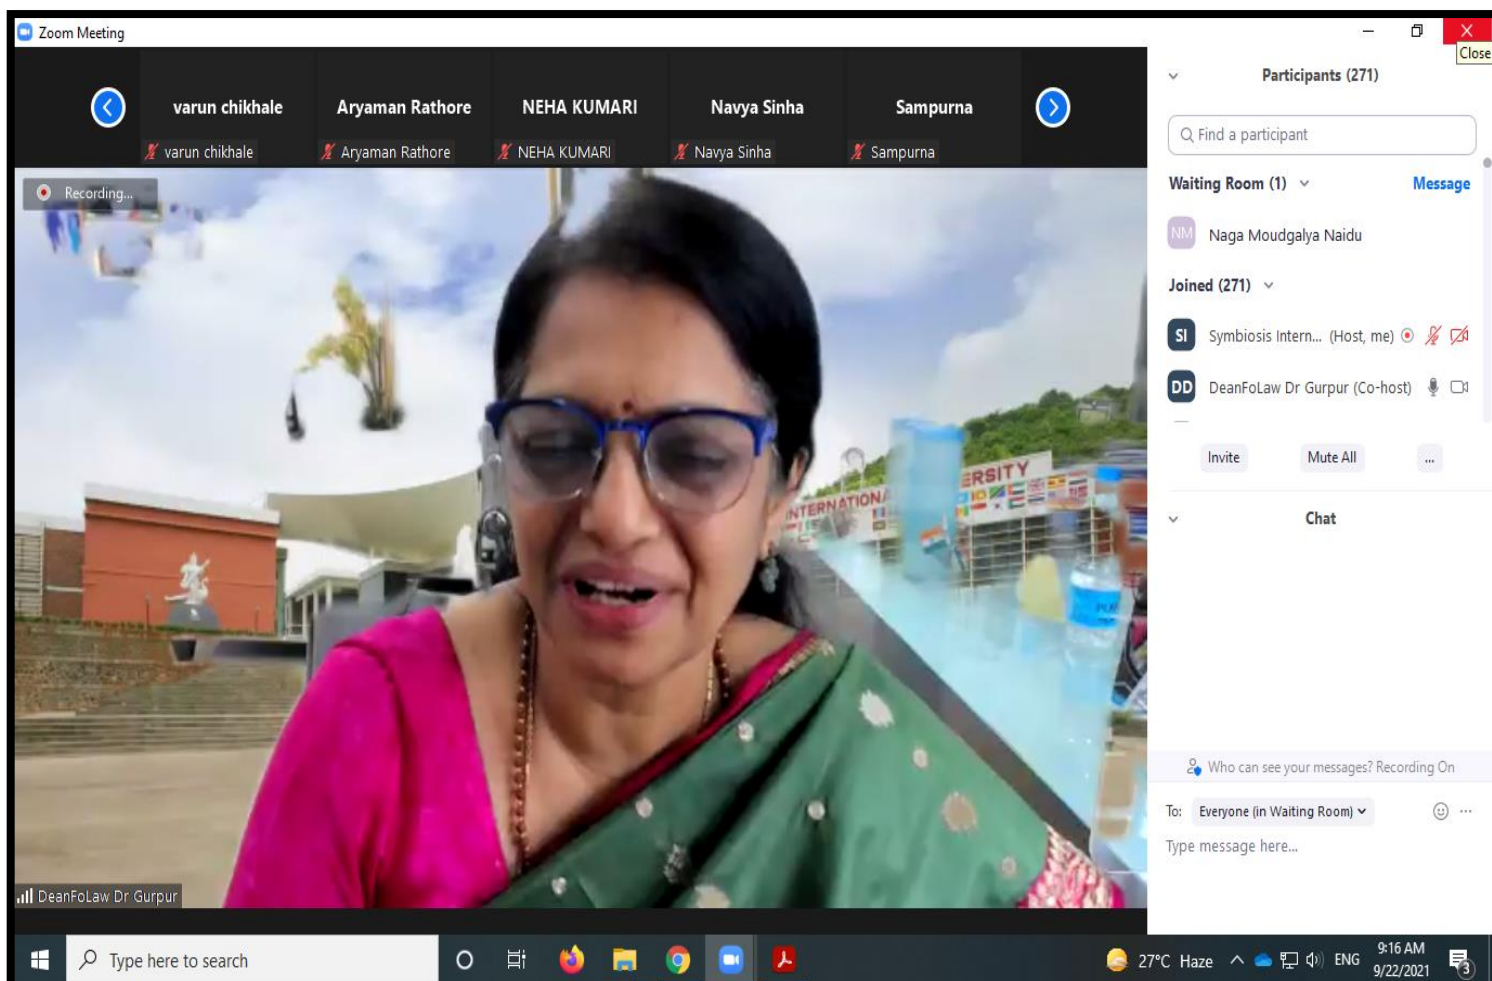 Zoom Meeting
Close
varun chikhale
Aryaman Rathore
NEHA KUMARI
Navya Sinha
Sampurna
varun chikhale
Aryaman Rathore
NEHA KUMARI
Navya Sinha
Sampurna
Recording...
INTERNATIONAL
ERSITY
DeanFoLaw Dr Gurpur
Participants (271)
Find a participant
Waiting Room (1)
Message
NM Naga Moudgalya Naidu
Joined (271)
SI Symbiosis Intern... (Host, me)
DD DeanFoLaw Dr Gurpur (Co-host)
Invite Mute All ...
Chat
Who can see your messages? Recording On
To: Everyone (in Waiting Room)
Type message here...
Type here to search
27°C Haze
ENG
9:16 AM
9/22/2021
3